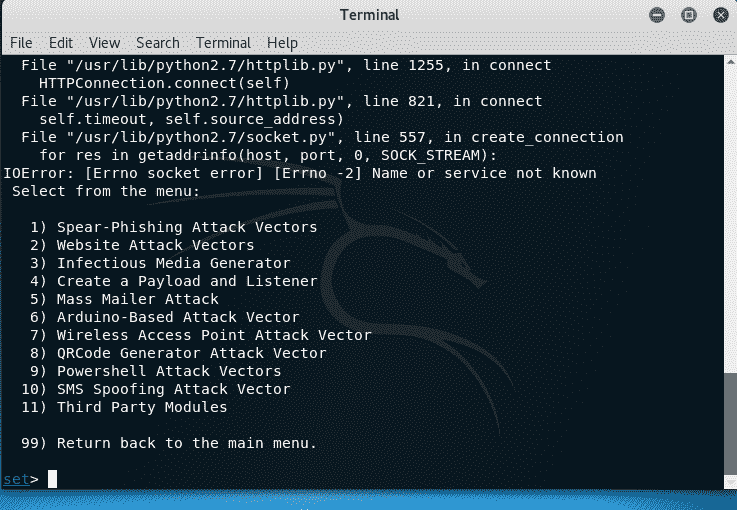 Terminal
File Edit View Search Terminal Help
File "/usr/lib/python2.7/httplib.py", line 1255, in connect
HTTPConnection.connect(self)
File "/usr/lib/python2.7/httplib.py", line 821, in connect
self.timeout, self.source_address)
File "/usr/lib/python2.7/socket.py", line 557, in create_connection
for res in getaddrinfo(host, port, 0, SOCK_STREAM):
IOError: [Errno socket error] [Errno -2] Name or service not known
Select from the menu:
1) Spear-Phishing Attack Vectors
2) Website Attack Vectors
3) Infectious Media Generator
4) Create a Payload and Listener
5) Mass Mailer Attack
6) Arduino-Based Attack Vector
7) Wireless Access Point Attack Vector
8) QRCode Generator Attack Vector
9) Powershell Attack Vectors
10) SMS Spoofing Attack Vector
11) Third Party Modules
99) Return back to the main menu.
set>